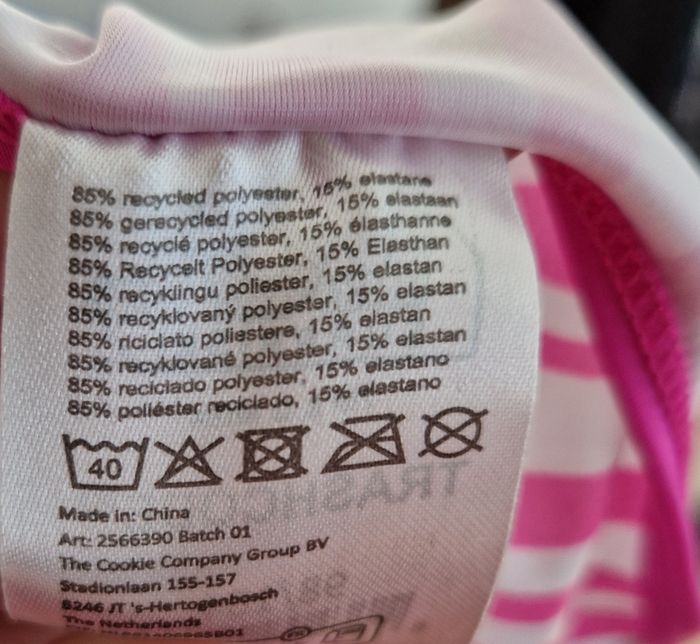 85% recycled polyester, 15% elastane
85% gerecycled polyester, 15% elastaan
85% recyclé polyester, 15% élasthanne
85% Recycelt Polyester, 15% Elasthan
85% recyklingu poliester, 15% elastan
85% recyklovaný polyester, 15% elastan
85% riciclato poliestere, 15% elastan
85% recyklované polyester, 15% elastan
85% reciclado polyester, 15% elastano
85% poliéster reciclado, 15% elastano
40
Made in: China
Art: 2566390 Batch 01
The Cookie Company Group BV
Stadionlaan 155-157
5246 JT 's-Hertogenbosch
The Netherlands